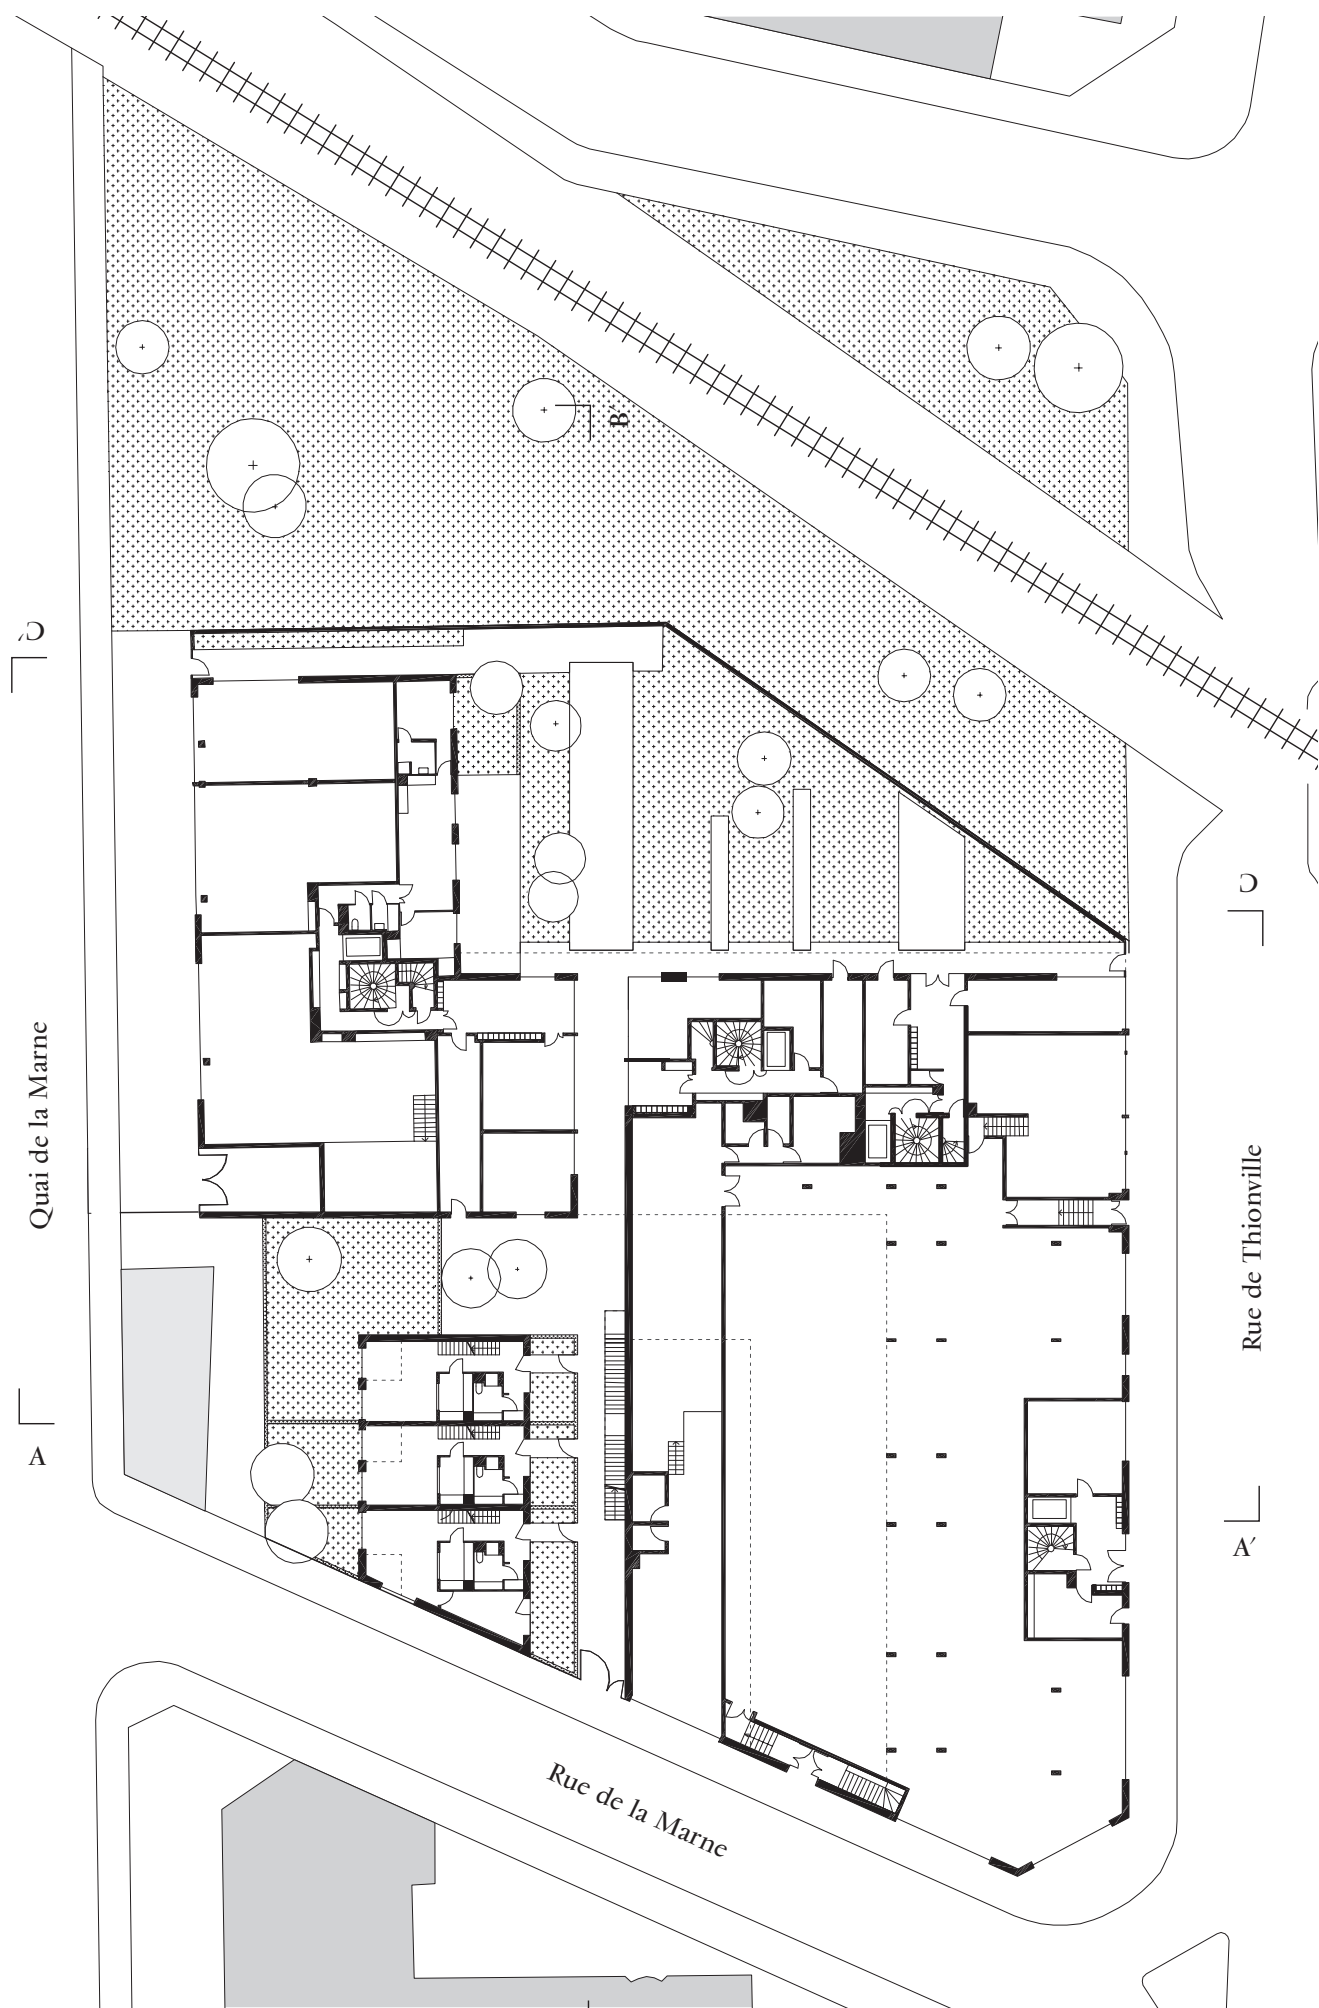 B'
C'
C
Quai de la Marne
Rue de Thionville
A
A'
Rue de la Marne